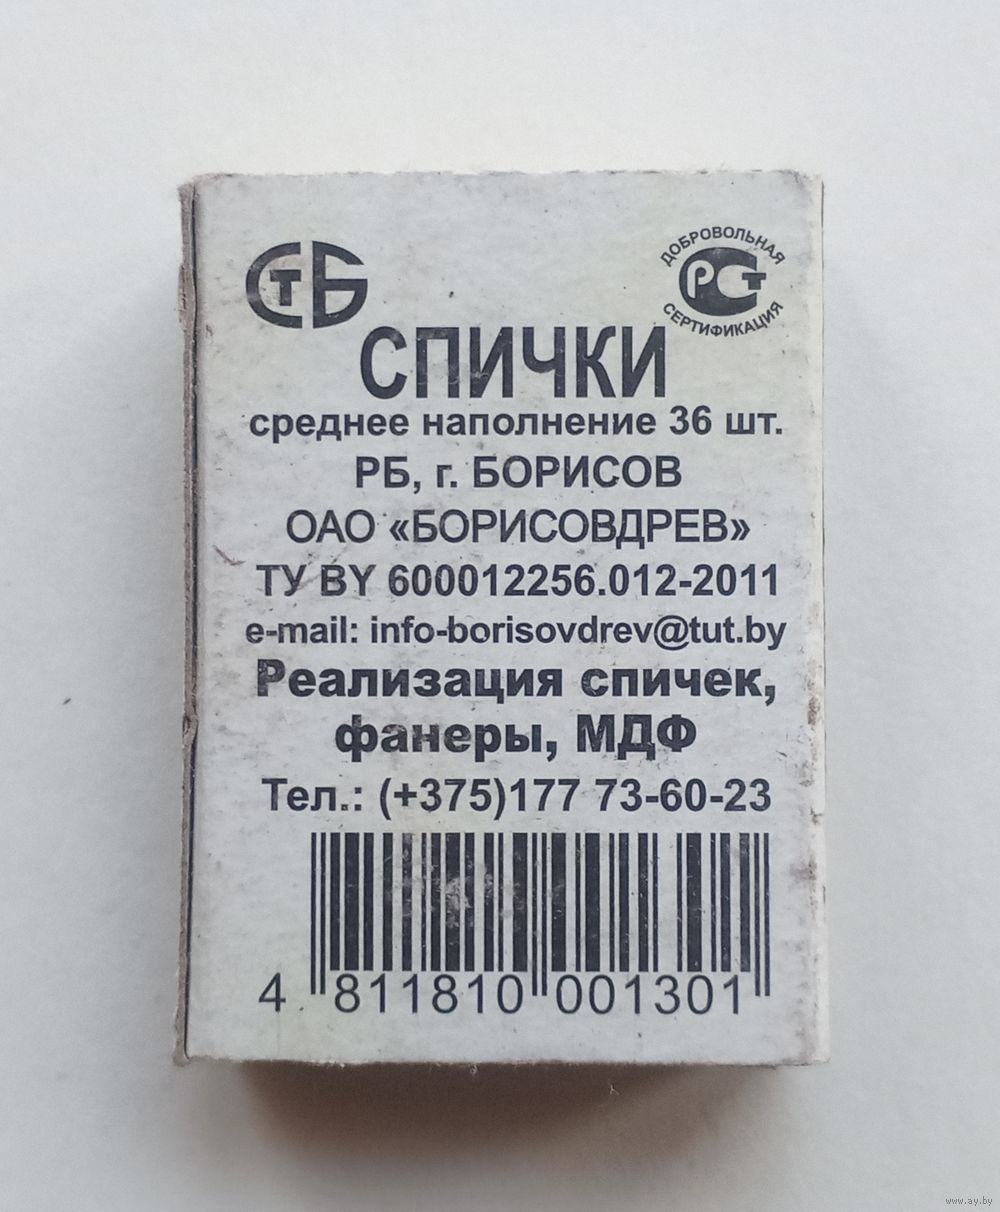 СТБ
ДОБРОВОЛЬНАЯ
РСТ
СЕРТИФИКАЦИЯ
СПИЧКИ
среднее наполнение 36 шт.
РБ, г. БОРИСОВ
ОАО «БОРИСОВДРЕВ»
ТУ BY 600012256.012-2011
e-mail: info-borisovdrev@tut.by
Реализация спичек,
фанеры, МДФ
Тел.: (+375)177 73-60-23
4 811810 001301
www.ay.by